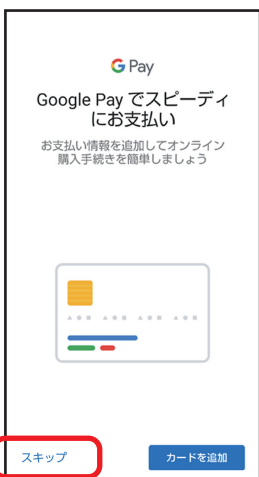 G Pay
Google Pay でスピーディ
にお支払い
お支払い情報を追加してオンライン
購入手続きを簡単しましょう
スキップ
カードを追加